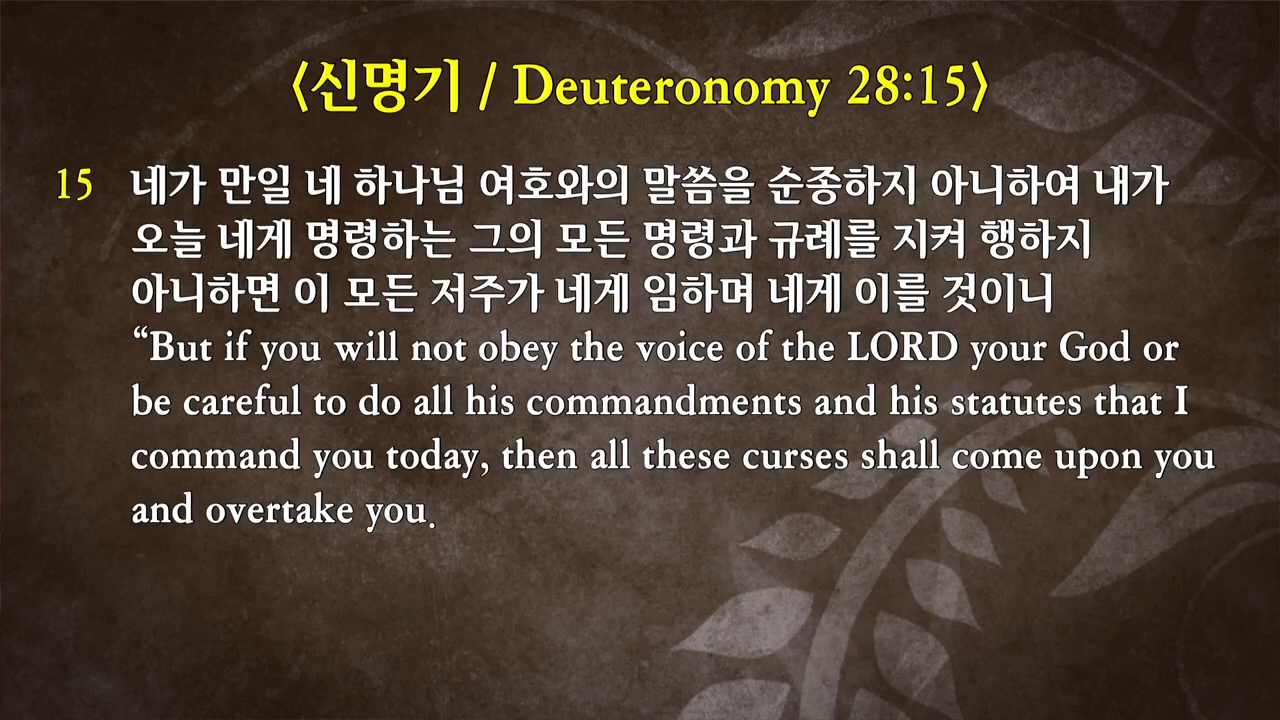 〈신명기 / Deuteronomy 28:15〉
15 네가 만일 네 하나님 여호와의 말씀을 순종하지 아니하여 내가
오늘 네게 명령하는 그의 모든 명령과 규례를 지켜 행하지
아니하면 이 모든 저주가 네게 임하며 네게 이를 것이니
“But if you will not obey the voice of the LORD your God or
be careful to do all his commandments and his statutes that I
command you today, then all these curses shall come upon you
and overtake you.